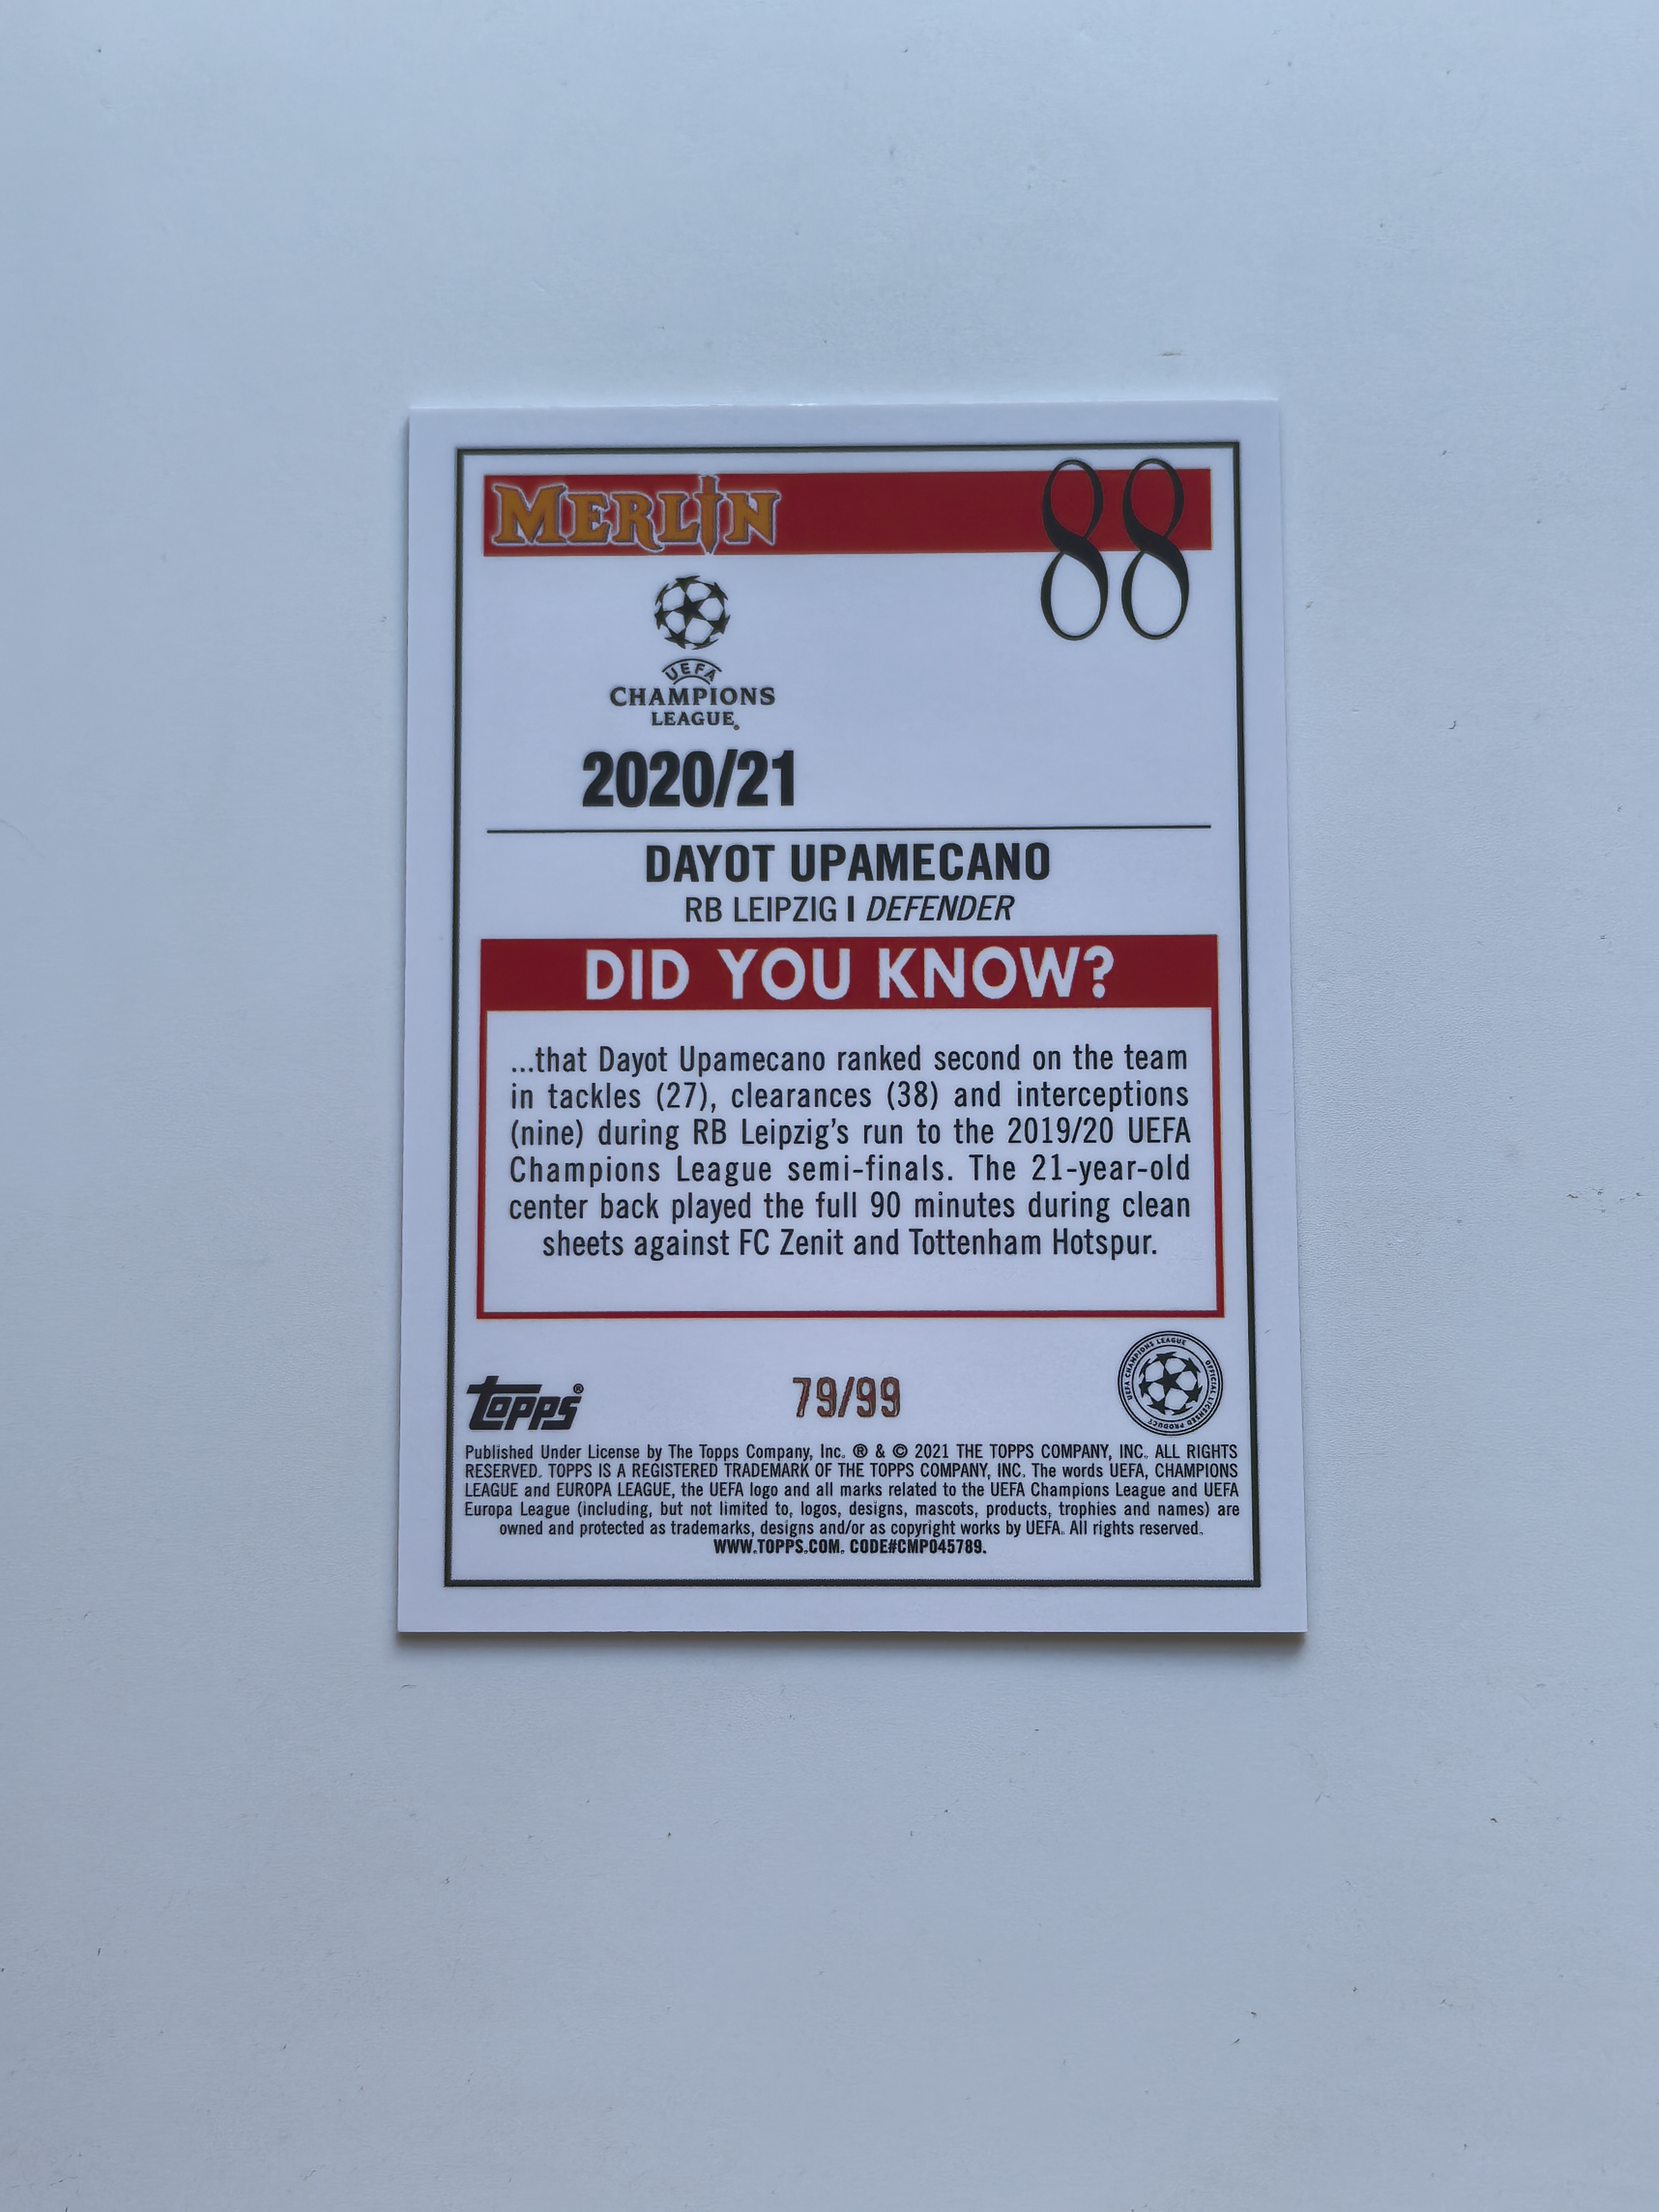 MERLIN 88
UEFA
CHAMPIONS
LEAGUE.
2020/21
DAYOT UPAMECANO
RB LEIPZIG I DEFENDER
DID YOU KNOW?
...that Dayot Upamecano ranked second on the team
in tackles (27), clearances (38) and interceptions
(nine) during RB Leipzig's run to the 2019/20 UEFA
Champions League semi-finals. The 21-year-old
center back played the full 90 minutes during clean
sheets against FC Zenit and Tottenham Hotspur.
topps® 79/99
UEFA CHAMPIONS LEAGUE OFFICIAL LICENSED PRODUCT
Published Under License by The Topps Company, Inc. ® & © 2021 THE TOPPS COMPANY, INC. ALL RIGHTS
RESERVED. TOPPS IS A REGISTERED TRADEMARK OF THE TOPPS COMPANY, INC. The words UEFA, CHAMPIONS
LEAGUE and EUROPA LEAGUE, the UEFA logo and all marks related to the UEFA Champions League and UEFA
Europa League (including, but not limited to, logos, designs, mascots, products, trophies and names) are
owned and protected as trademarks, designs and/or as copyright works by UEFA. All rights reserved.
WWW.TOPPS.COM. CODE#CMP045789.